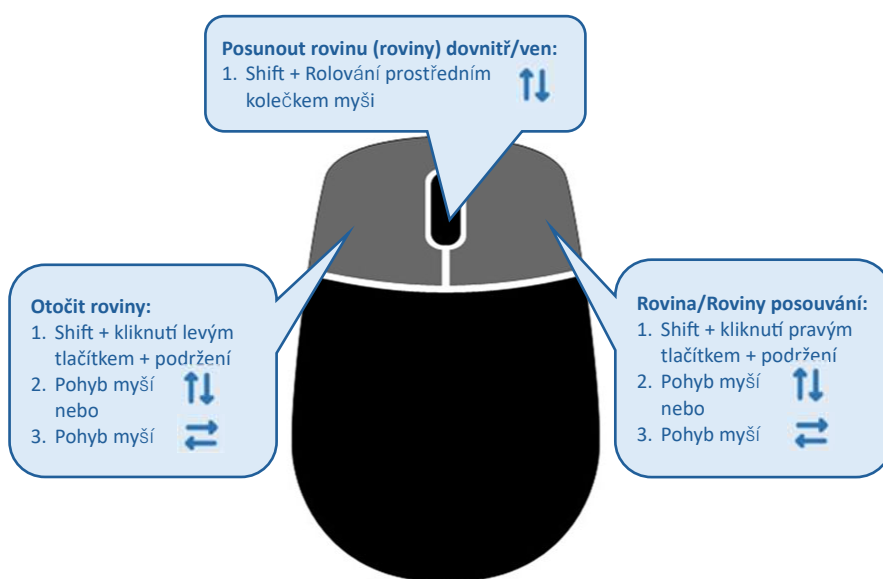 Posunout rovinu (roviny) dovnitř/ven:
1. Shift + Rolování prostředním
kolečkem myši
Otočit roviny:
1. Shift + kliknutí levým
tlačítkem + podržení
2. Pohyb myší
nebo
3. Pohyb myší
Rovina/Roviny posouvání:
1. Shift + kliknutí pravým
tlačítkem + podržení
2. Pohyb myší
nebo
3. Pohyb myší